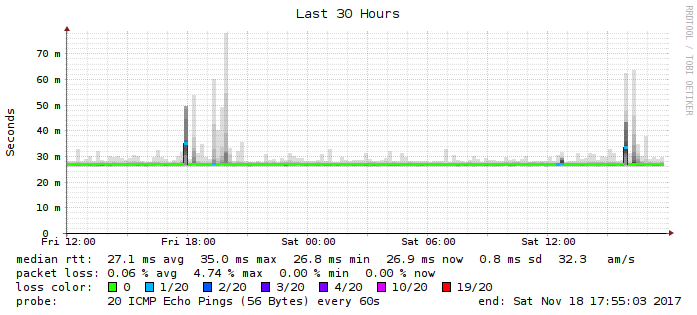 Last 30 Hours
RRDTOOL / TOBI OETIKER
Seconds
70 m
60 m
50 m
40 m
30 m
20 m
10 m
0
Fri 12:00 Fri 18:00 Sat 00:00 Sat 06:00 Sat 12:00
median rtt: 27.1 ms avg 35.0 ms max 26.8 ms min 26.9 ms now 0.8 ms sd 32.3 am/s
packet loss: 0.06 % avg 4.74 % max 0.00 % min 0.00 % now
loss color: 0 1/20 2/20 3/20 4/20 10/20 19/20
probe: 20 ICMP Echo Pings (56 Bytes) every 60s end: Sat Nov 18 17:55:03 2017